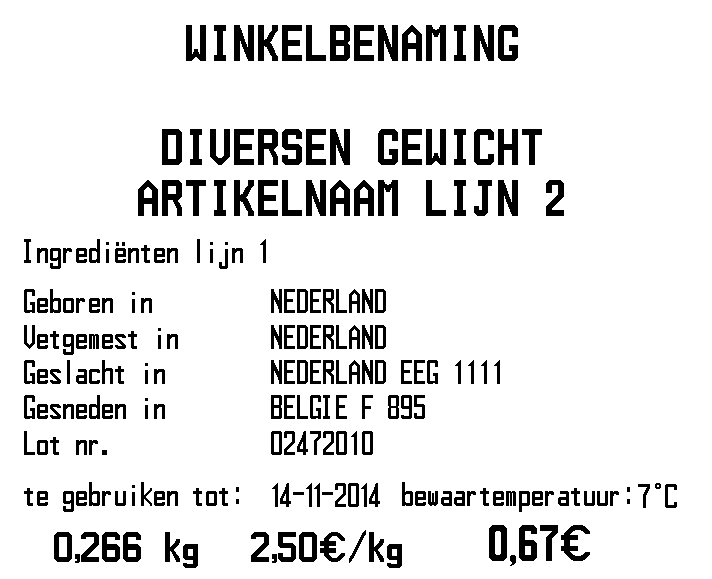 WINKELBENAMING
DIVERSEN GEWICHT
ARTIKELNAAM LIJN 2
Ingrediënten lijn 1
Geboren in NEDERLAND
Vetgemest in NEDERLAND
Geslacht in NEDERLAND EEG 1111
Gesneden in BELGIE F 895
Lot nr. 02472010
te gebruiken tot: 14-11-2014 bewaartemperatuur:7°C
0,266 kg 2,50€/kg 0,67€